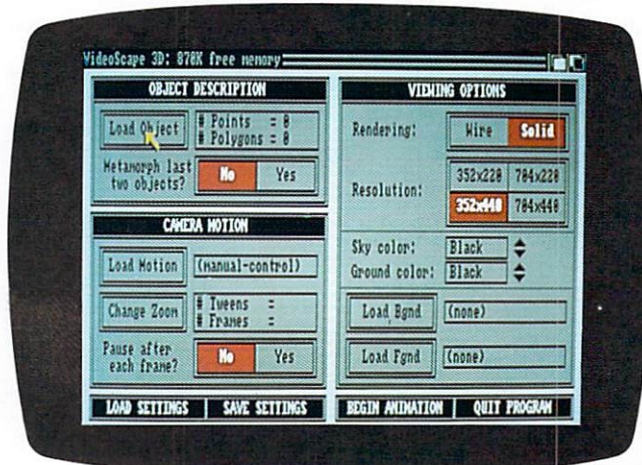 VideoScape 3D: 878K free memory
OBJECT DESCRIPTION
Load Object
# Points = 0
# Polygons = 0
Metamorph last two objects?
No
Yes
CAMERA MOTION
Load Motion
(manual-control)
Change Zoom
# Tweens =
# Frames =
Pause after each frame?
No
Yes
LOAD SETTINGS
SAVE SETTINGS
VIEWING OPTIONS
Rendering:
Wire
Solid
Resolution:
352x220
704x220
352x440
704x440
Sky color:
Black
Ground color:
Black
Load Bgnd
(none)
Load Fgnd
(none)
BEGIN ANIMATION
QUIT PROGRAM